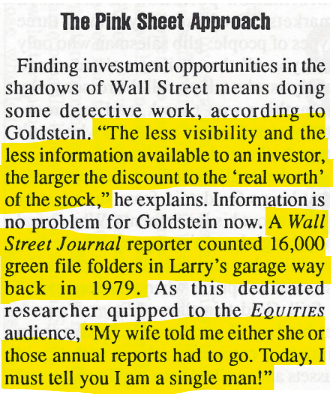 The Pink Sheet Approach
Finding investment opportunities in the
shadows of Wall Street means doing
some detective work, according to
Goldstein. “The less visibility and the
less information available to an investor,
the larger the discount to the ‘real worth’
of the stock,” he explains. Information is
no problem for Goldstein now. A Wall
Street Journal reporter counted 16,000
green file folders in Larry’s garage way
back in 1979. As this dedicated
researcher quipped to the EQUITIES
audience, “My wife told me either she or
those annual reports had to go. Today, I
must tell you I am a single man!”